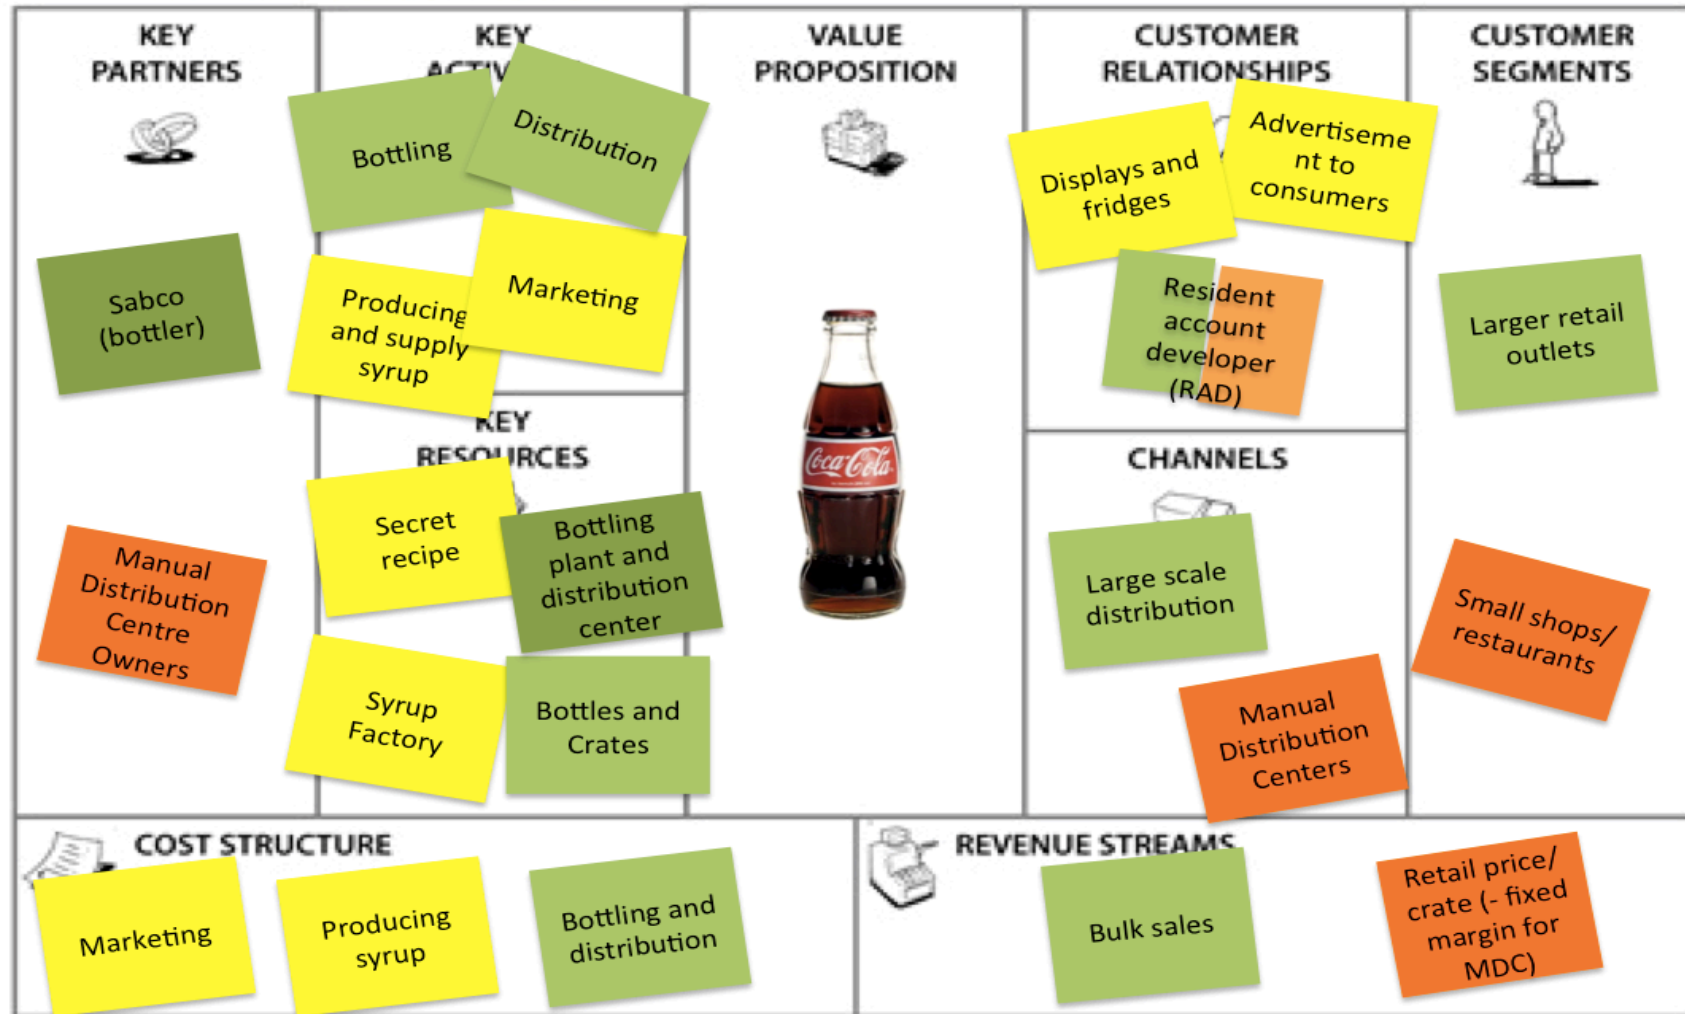 KEY
PARTNERS
Sabco
(bottler)
Manual
Distribution
Centre
Owners
KEY
Bottling
Distribution
Producing
and supply
syrup
Marketing
KEY
RESOURCES
Secret
recipe
Bottling
plant and
distribution
center
Syrup
Factory
Bottles and
Crates
VALUE
PROPOSITION
Coca-Cola
CUSTOMER
RELATIONSHIPS
Displays and
fridges
Advertiseme
nt to
consumers
Resident
account
developer
(RAD)
CHANNELS
Large scale
distribution
Manual
Distribution
Centers
CUSTOMER
SEGMENTS
Larger retail
outlets
Small shops/
restaurants
COST STRUCTURE
Marketing
Producing
syrup
Bottling and
distribution
REVENUE STREAMS
Bulk sales
Retail price/
crate (- fixed
margin for
MDC)